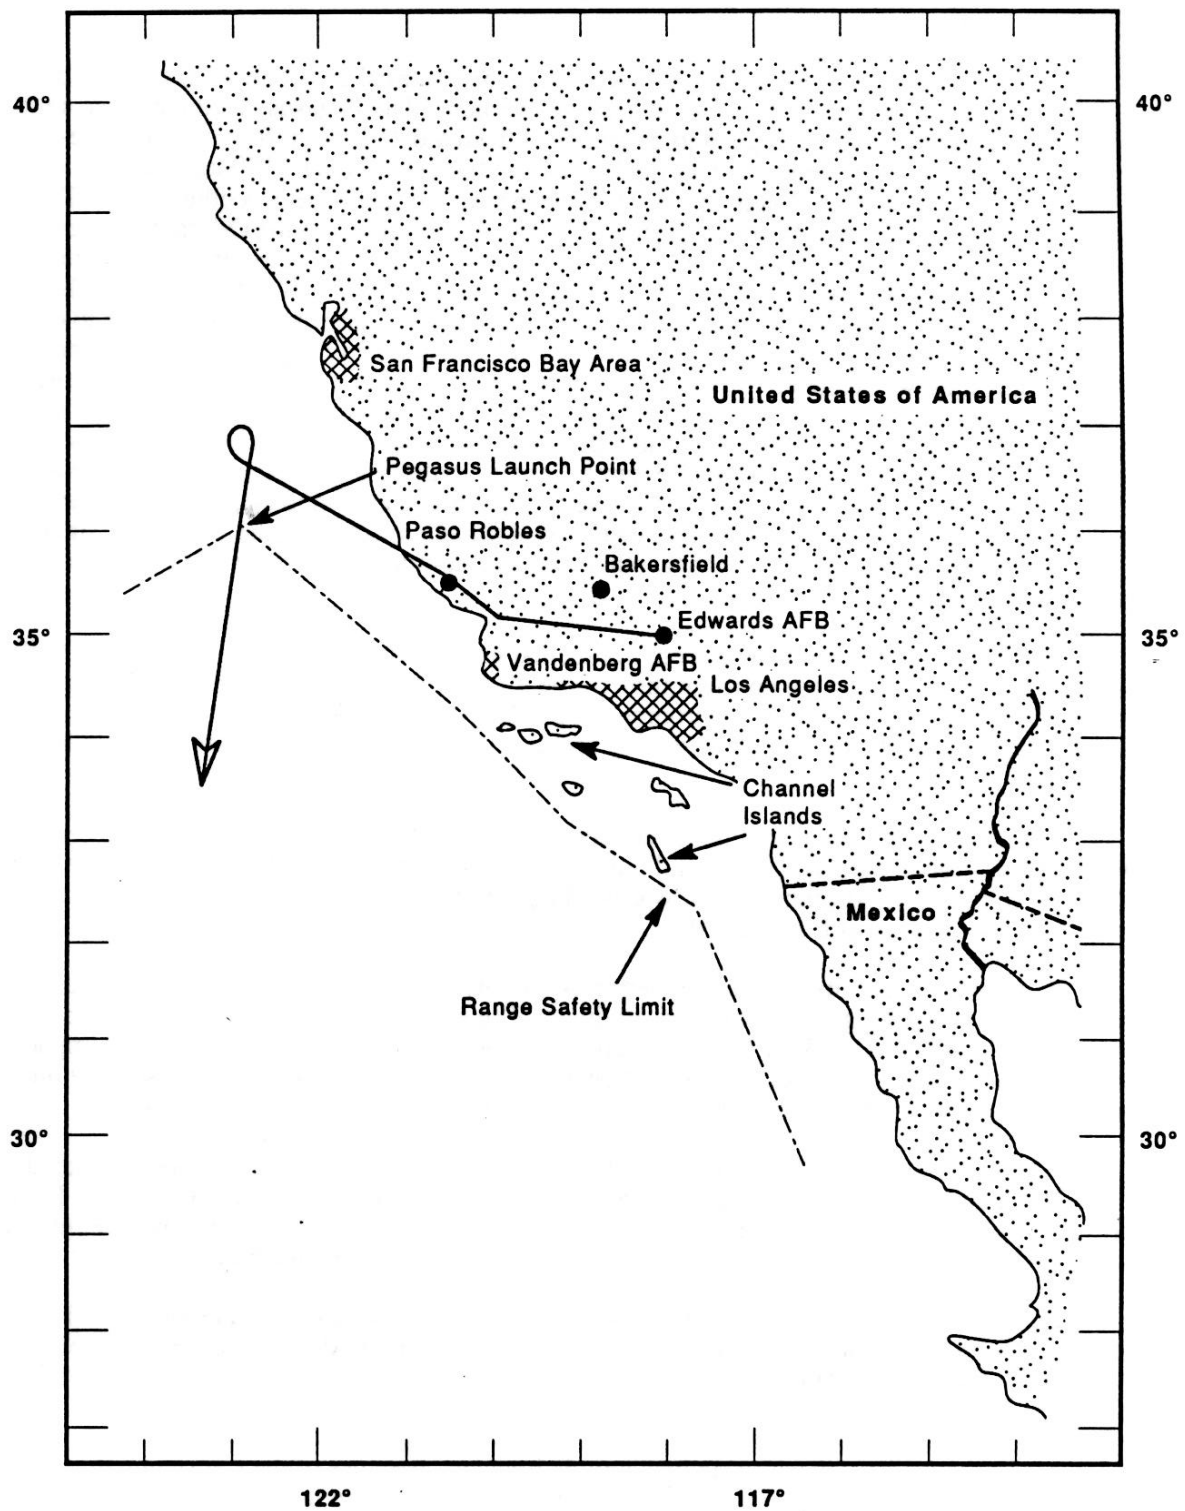 40°
40°
San Francisco Bay Area
United States of America
Pegasus Launch Point
Paso Robles
Bakersfield
Edwards AFB
35°
35°
Vandenberg AFB
Los Angeles
Channel
Islands
Mexico
Range Safety Limit
30°
30°
122°
117°